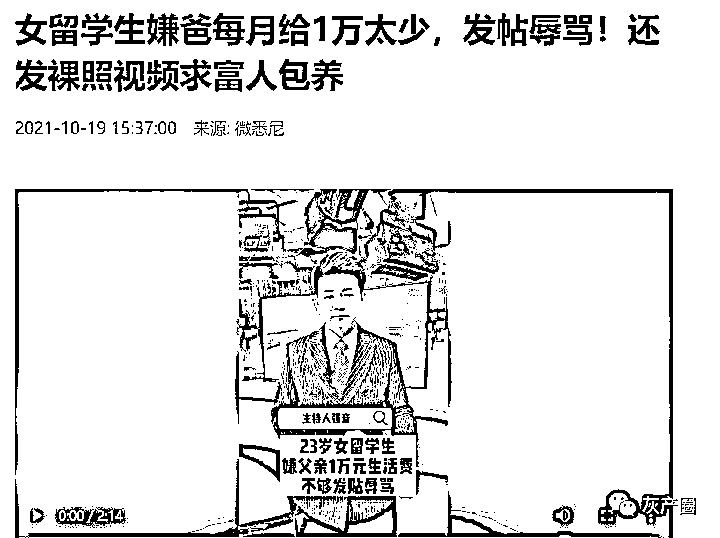 女留学生嫌爸每月给1万太少，发帖辱骂！还
发裸照视频求富人包养
2021-10-19 15:37:00 来源: 微悉尼
主持人强音
23岁女留学生
嫌父亲1万元生活费
不够发帖辱骂
0:00 / 2:14
灰产圈